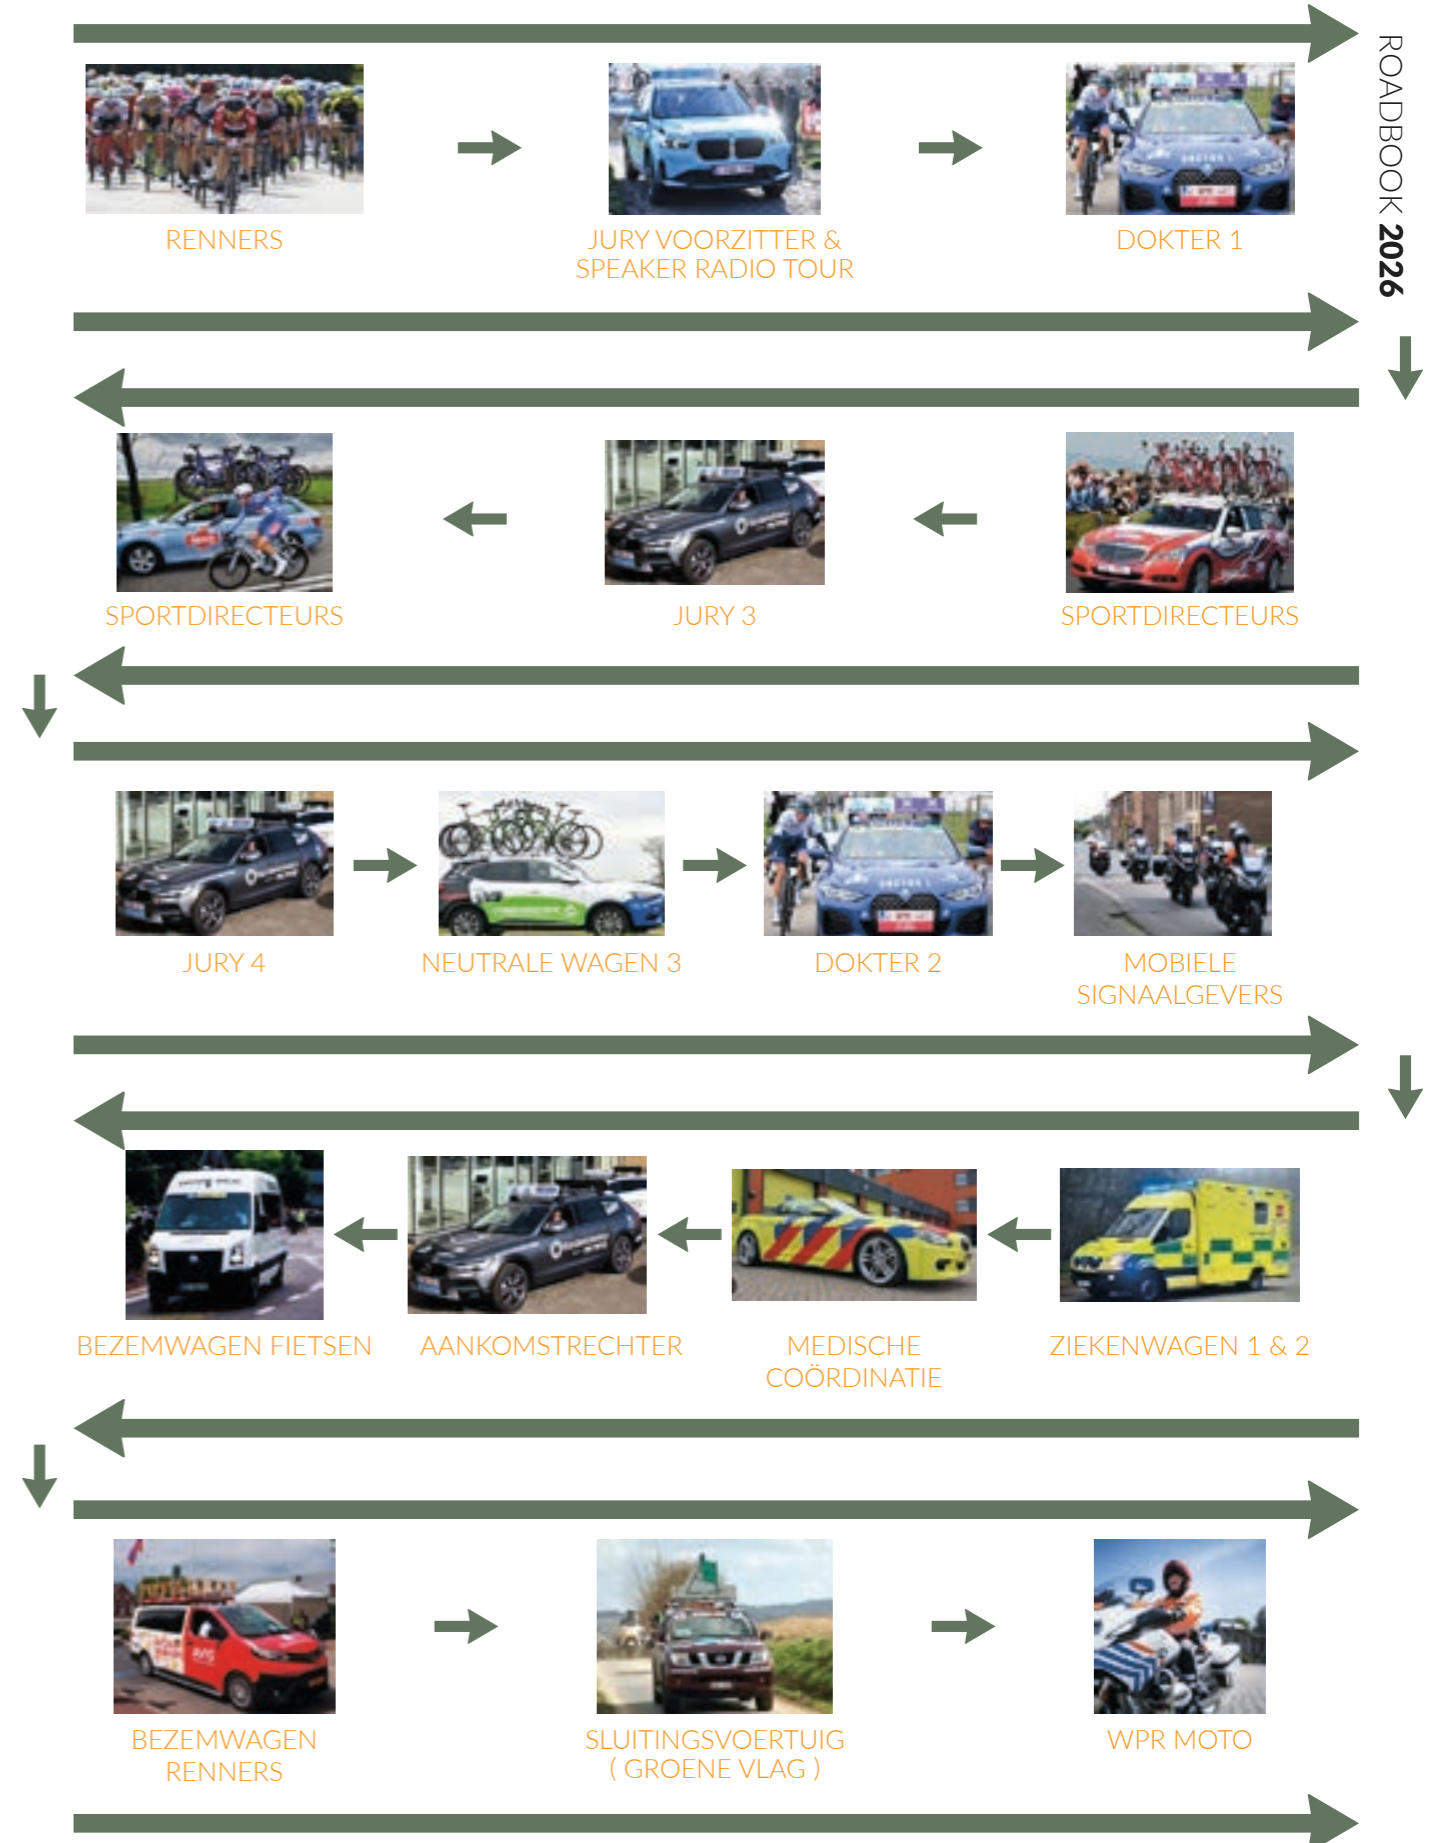 ROADBOOK 2026
RENNERS
JURY VOORZITTER &
SPEAKER RADIO TOUR
DOKTER 1
SPORTDIRECTEURS
JURY 3
SPORTDIRECTEURS
JURY 4
NEUTRALE WAGEN 3
DOKTER 2
MOBIELE
SIGNAALGEVERS
BEZEMWAGEN FIETSEN
AANKOMSTRECHTER
MEDISCHE
COÖRDINATIE
ZIEKENWAGEN 1 & 2
BEZEMWAGEN
RENNERS
SLUITINGSVOERTUIG
( GROENE VLAG )
WPR MOTO